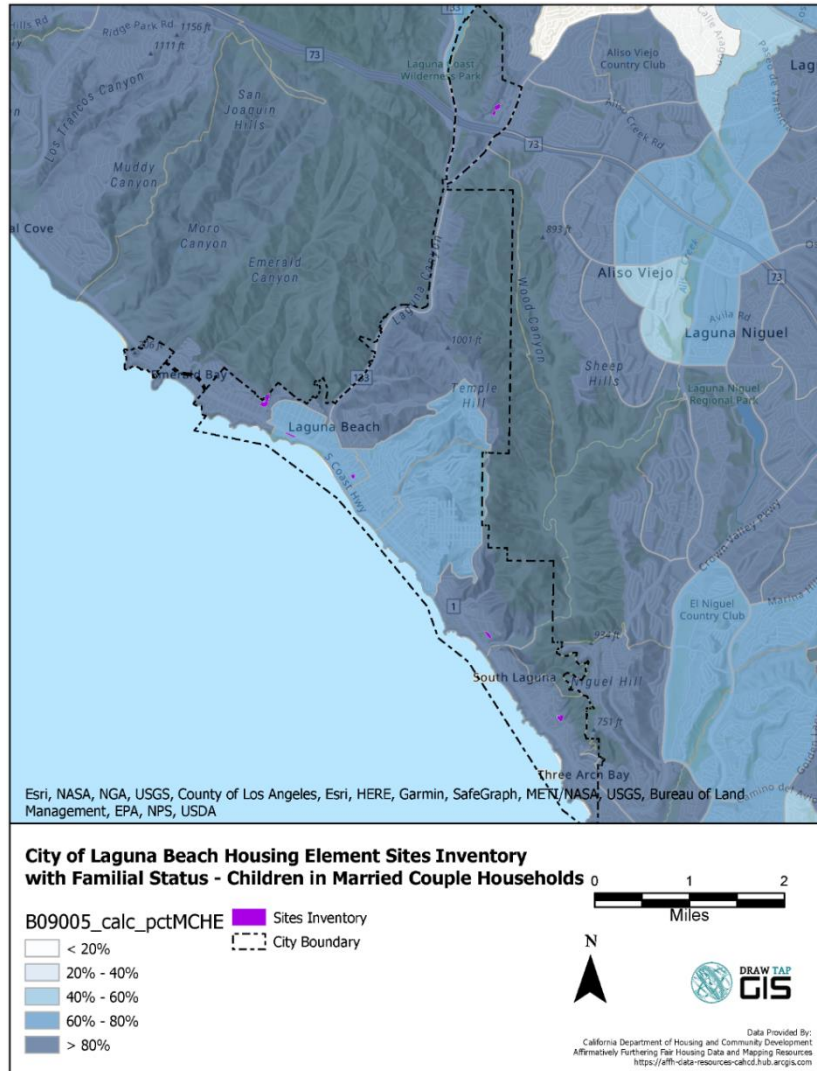 133
Hills Rd
Ridge Park Rd
1156 ft
1111 ft
73
Laguna Coast
Wilderness Park
Aliso Viejo
Country Club
Los Trancos Canyon
San
Joaquin
Hills
Aliso Creek Rd
73
Muddy
Canyon
al Cove
Moro
Canyon
Emerald
Canyon
Laguna Canyon
893 ft
Wood Canyon
Aliso Viejo
73
Avila Rd
Laguna Niguel
1001 ft
Sheep
Hills
Emerald Bay
133
Temple
Hill
Laguna Niguel
Regional Park
Laguna Beach
S Coast Hwy
Crown Valley Pkwy
1
El Niguel
Country Club
934 ft
South Laguna
Niguel Hill
751 ft
Three Arch Bay
Esri, NASA, NGA, USGS, County of Los Angeles, Esri, HERE, Garmin, SafeGraph, METI/NASA, USGS, Bureau of Land
Management, EPA, NPS, USDA
City of Laguna Beach Housing Element Sites Inventory
with Familial Status - Children in Married Couple Households
B09005_calc_pctMCHE
< 20%
20% - 40%
40% - 60%
60% - 80%
> 80%
Sites Inventory
City Boundary
0 1 2
Miles
N
DRAW TAP
GIS
Data Provided By:
California Department of Housing and Community Development
Affirmatively Furthering Fair Housing Data and Mapping Resources
https://affh-data-resources-cahcd.hub.arcgis.com